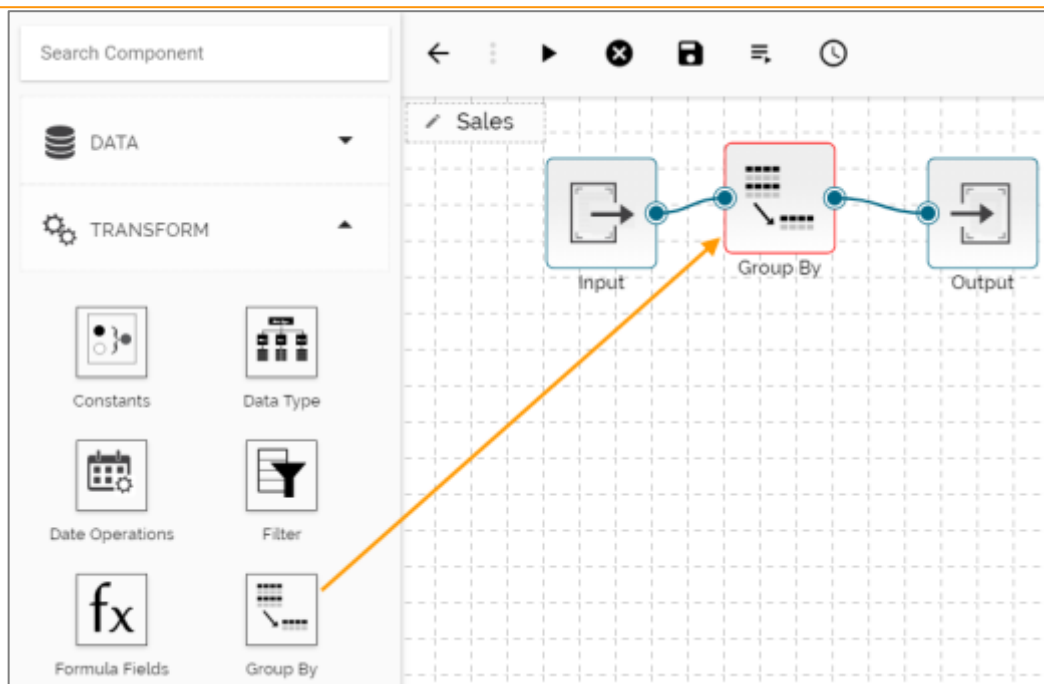 Search Component
DATA
TRANSFORM
Constants
Data Type
Date Operations
Filter
fx
Formula Fields
Group By
Sales
Input
Group By
Output